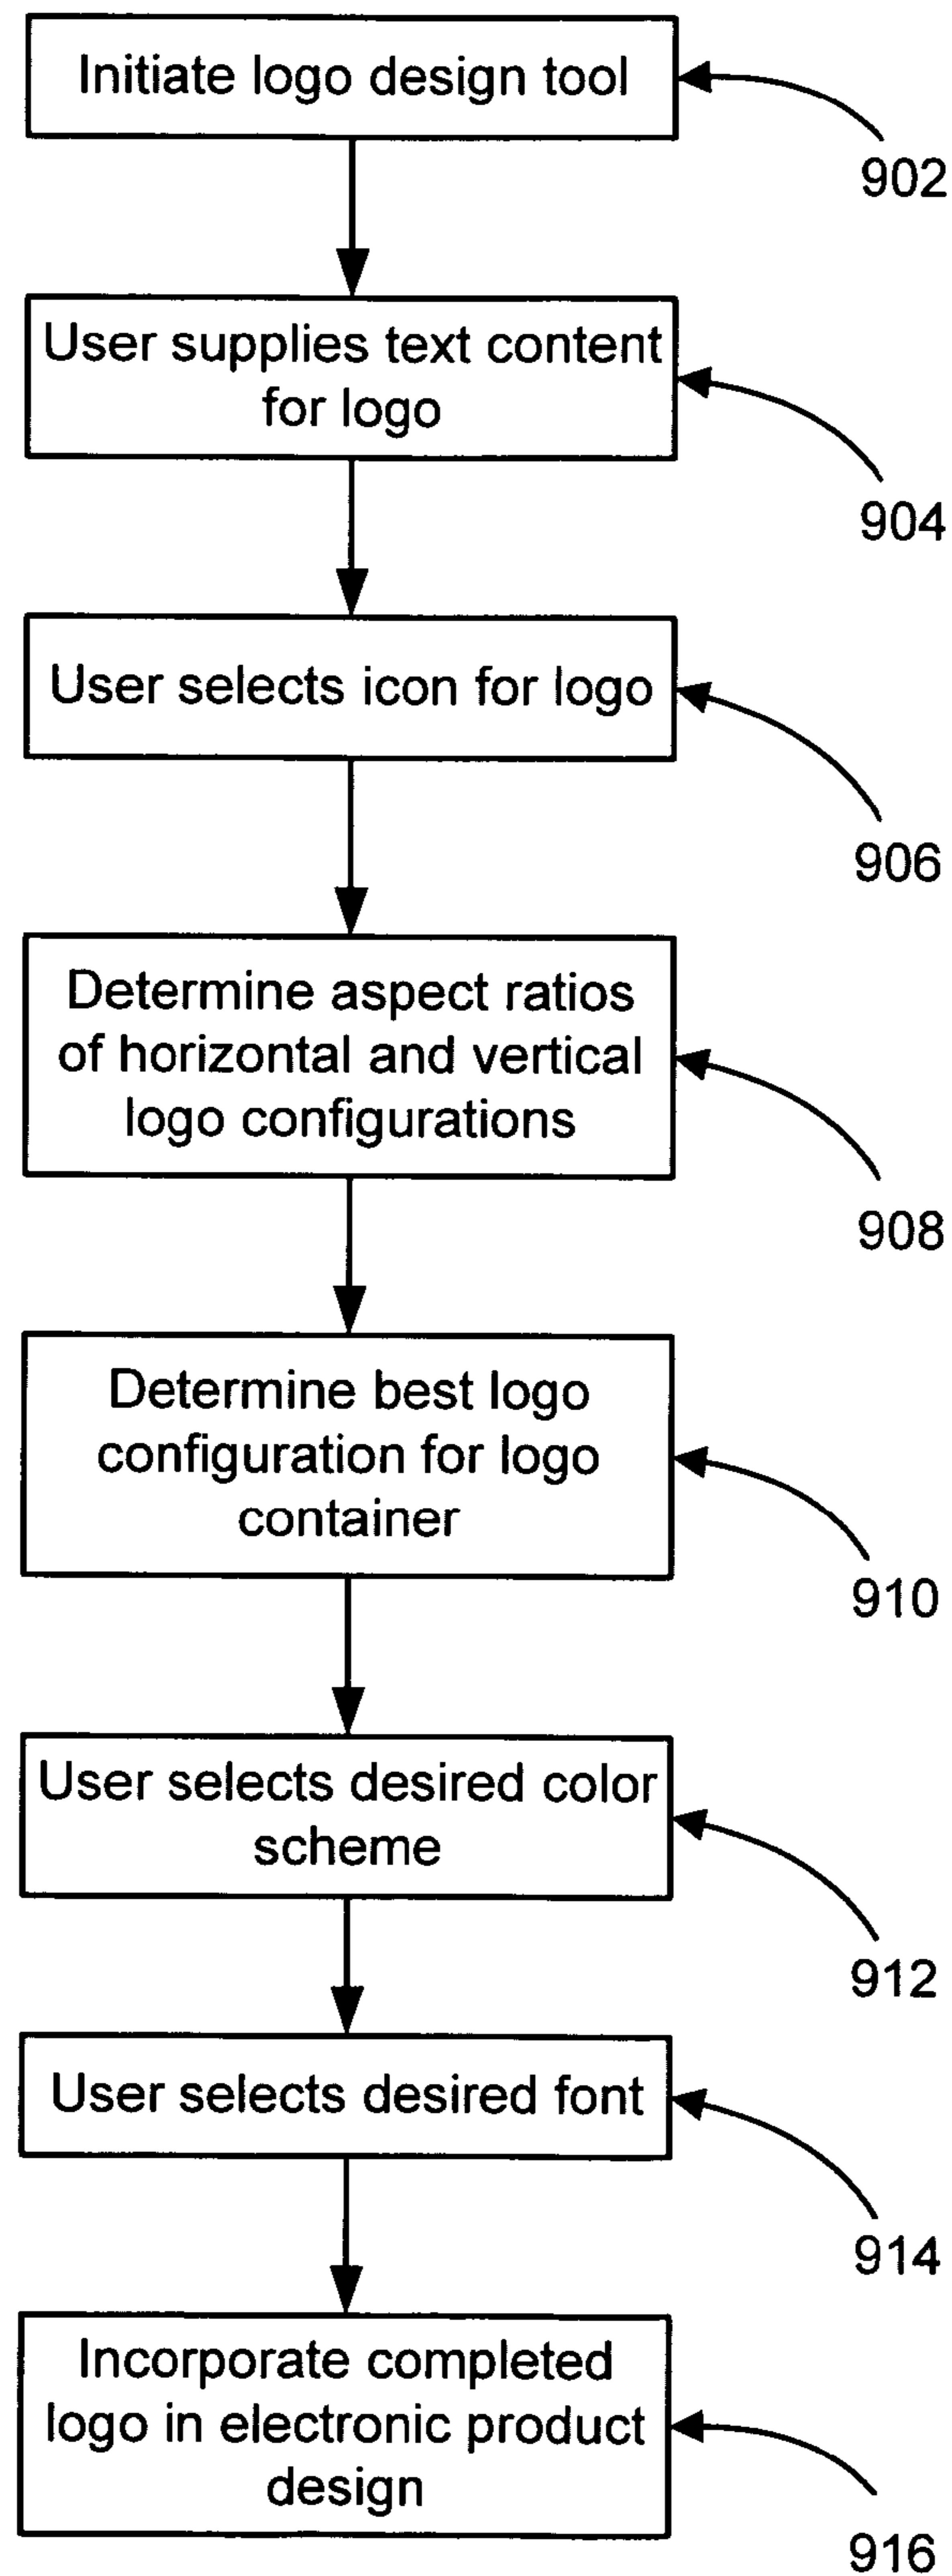 Initiate logo design tool
902
User supplies text content
for logo
904
User selects icon for logo
906
Determine aspect ratios
of horizontal and vertical
logo configurations
908
Determine best logo
configuration for logo
container
910
User selects desired color
scheme
912
User selects desired font
914
Incorporate completed
logo in electronic product
design
916